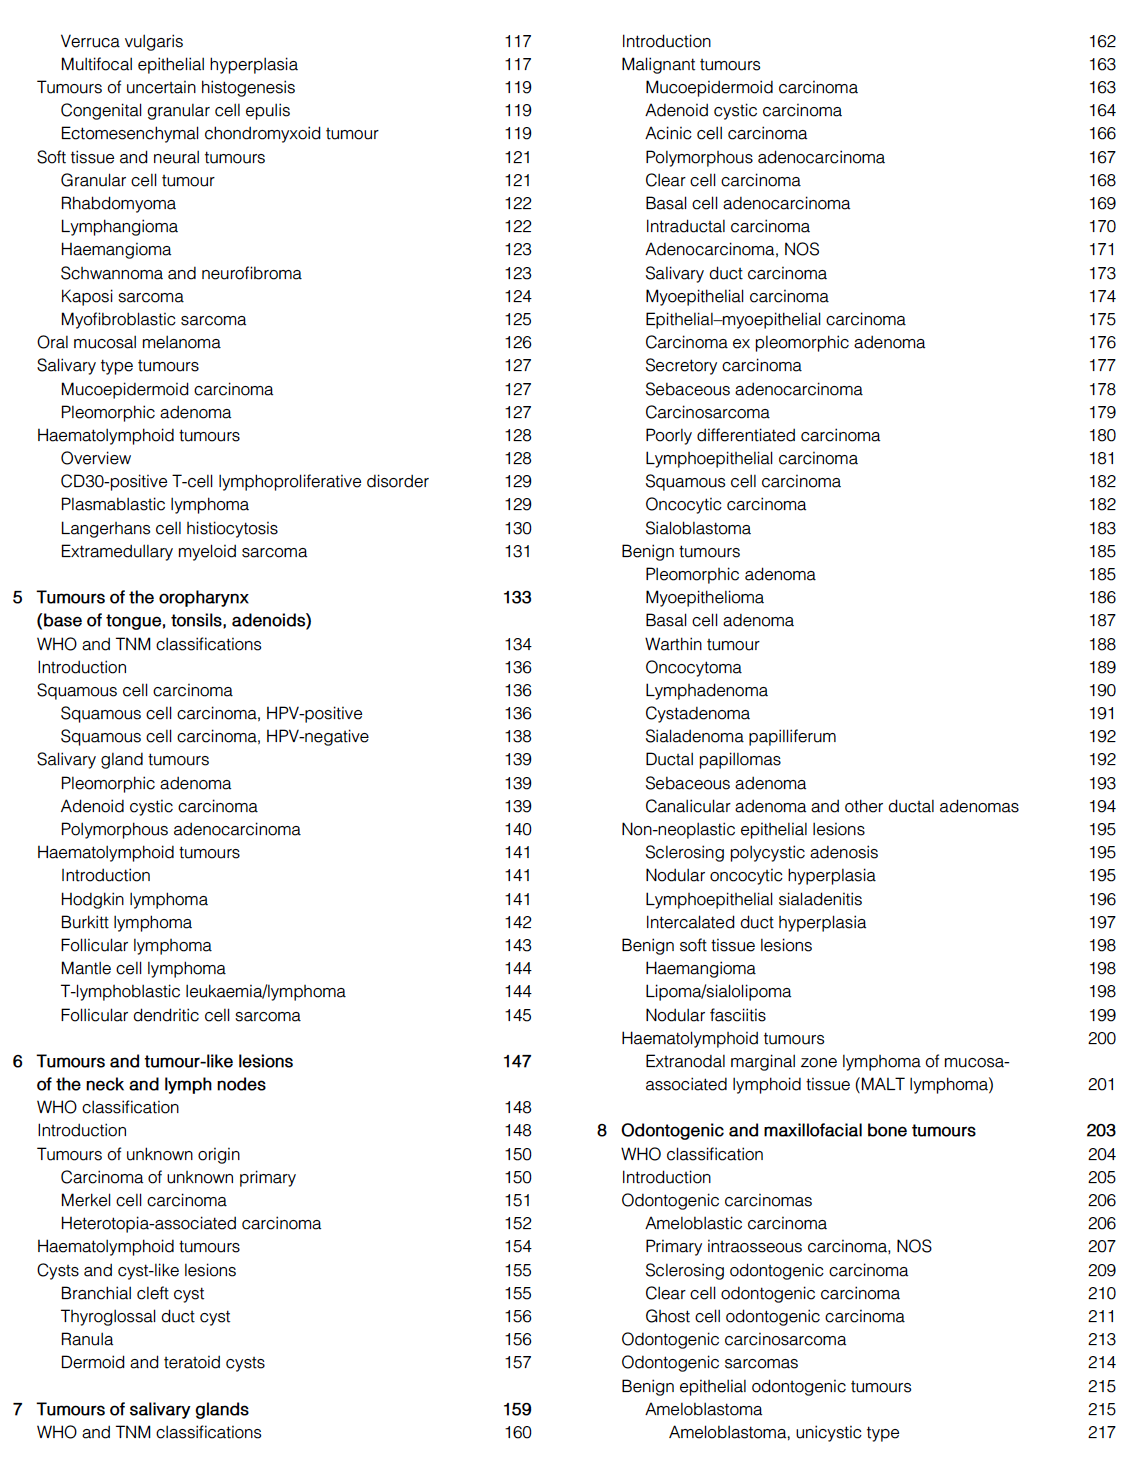 Verruca vulgaris 117
Multifocal epithelial hyperplasia 117
Tumours of uncertain histogenesis 119
Congenital granular cell epulis 119
Ectomesenchymal chondromyxoid tumour 119
Soft tissue and neural tumours 121
Granular cell tumour 121
Rhabdomyoma 122
Lymphangioma 122
Haemangioma 123
Schwannoma and neurofibroma 123
Kaposi sarcoma 124
Myofibroblastic sarcoma 125
Oral mucosal melanoma 126
Salivary type tumours 127
Mucoepidermoid carcinoma 127
Pleomorphic adenoma 127
Haematolymphoid tumours 128
Overview 128
CD30-positive T-cell lymphoproliferative disorder 129
Plasmablastic lymphoma 129
Langerhans cell histiocytosis 130
Extramedullary myeloid sarcoma 131
5 Tumours of the oropharynx 133
(base of tongue, tonsils, adenoids)
WHO and TNM classifications 134
Introduction 136
Squamous cell carcinoma 136
Squamous cell carcinoma, HPV-positive 136
Squamous cell carcinoma, HPV-negative 138
Salivary gland tumours 139
Pleomorphic adenoma 139
Adenoid cystic carcinoma 139
Polymorphous adenocarcinoma 140
Haematolymphoid tumours 141
Introduction 141
Hodgkin lymphoma 141
Burkitt lymphoma 142
Follicular lymphoma 143
Mantle cell lymphoma 144
T-lymphoblastic leukaemia/lymphoma 144
Follicular dendritic cell sarcoma 145
6 Tumours and tumour-like lesions 147
of the neck and lymph nodes
WHO classification 148
Introduction 148
Tumours of unknown origin 150
Carcinoma of unknown primary 150
Merkel cell carcinoma 151
Heterotopia-associated carcinoma 152
Haematolymphoid tumours 154
Cysts and cyst-like lesions 155
Branchial cleft cyst 155
Thyroglossal duct cyst 156
Ranula 156
Dermoid and teratoid cysts 157
7 Tumours of salivary glands 159
WHO and TNM classifications 160
Introduction 162
Malignant tumours 163
Mucoepidermoid carcinoma 163
Adenoid cystic carcinoma 164
Acinic cell carcinoma 166
Polymorphous adenocarcinoma 167
Clear cell carcinoma 168
Basal cell adenocarcinoma 169
Intraductal carcinoma 170
Adenocarcinoma, NOS 171
Salivary duct carcinoma 173
Myoepithelial carcinoma 174
Epithelial–myoepithelial carcinoma 175
Carcinoma ex pleomorphic adenoma 176
Secretory carcinoma 177
Sebaceous adenocarcinoma 178
Carcinosarcoma 179
Poorly differentiated carcinoma 180
Lymphoepithelial carcinoma 181
Squamous cell carcinoma 182
Oncocytic carcinoma 182
Sialoblastoma 183
Benign tumours 185
Pleomorphic adenoma 185
Myoepithelioma 186
Basal cell adenoma 187
Warthin tumour 188
Oncocytoma 189
Lymphadenoma 190
Cystadenoma 191
Sialadenoma papilliferum 192
Ductal papillomas 192
Sebaceous adenoma 193
Canalicular adenoma and other ductal adenomas 194
Non-neoplastic epithelial lesions 195
Sclerosing polycystic adenosis 195
Nodular oncocytic hyperplasia 195
Lymphoepithelial sialadenitis 196
Intercalated duct hyperplasia 197
Benign soft tissue lesions 198
Haemangioma 198
Lipoma/sialolipoma 198
Nodular fasciitis 199
Haematolymphoid tumours 200
Extranodal marginal zone lymphoma of mucosa-
associated lymphoid tissue (MALT lymphoma) 201
8 Odontogenic and maxillofacial bone tumours 203
WHO classification 204
Introduction 205
Odontogenic carcinomas 206
Ameloblastic carcinoma 206
Primary intraosseous carcinoma, NOS 207
Sclerosing odontogenic carcinoma 209
Clear cell odontogenic carcinoma 210
Ghost cell odontogenic carcinoma 211
Odontogenic carcinosarcoma 213
Odontogenic sarcomas 214
Benign epithelial odontogenic tumours 215
Ameloblastoma 215
Ameloblastoma, unicystic type 217